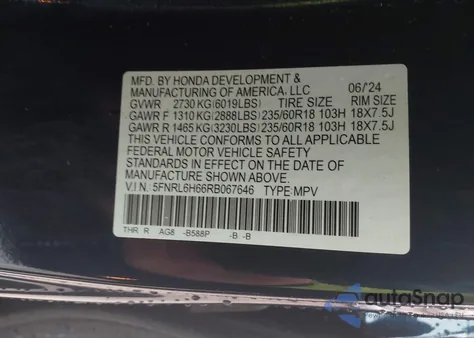 MFD. BY HONDA DEVELOPMENT &
MANUFACTURING OF AMERICA, LLC 06/'24
GVWR 2730 KG (6019LBS) TIRE SIZE RIM SIZE
GAWR F 1310 KG (2888LBS) 235/60R18 103H 18X7.5J
GAWR R 1465 KG (3230LBS) 235/60R18 103H 18X7.5J
THIS VEHICLE CONFORMS TO ALL APPLICABLE
FEDERAL MOTOR VEHICLE SAFETY
STANDARDS IN EFFECT ON THE DATE OF
MANUFACTURE SHOWN ABOVE.
V.I.N: 5FNRL6H66RB067646 TYPE: MPV
THR R AG8 -B588P -B -B
autoSnap